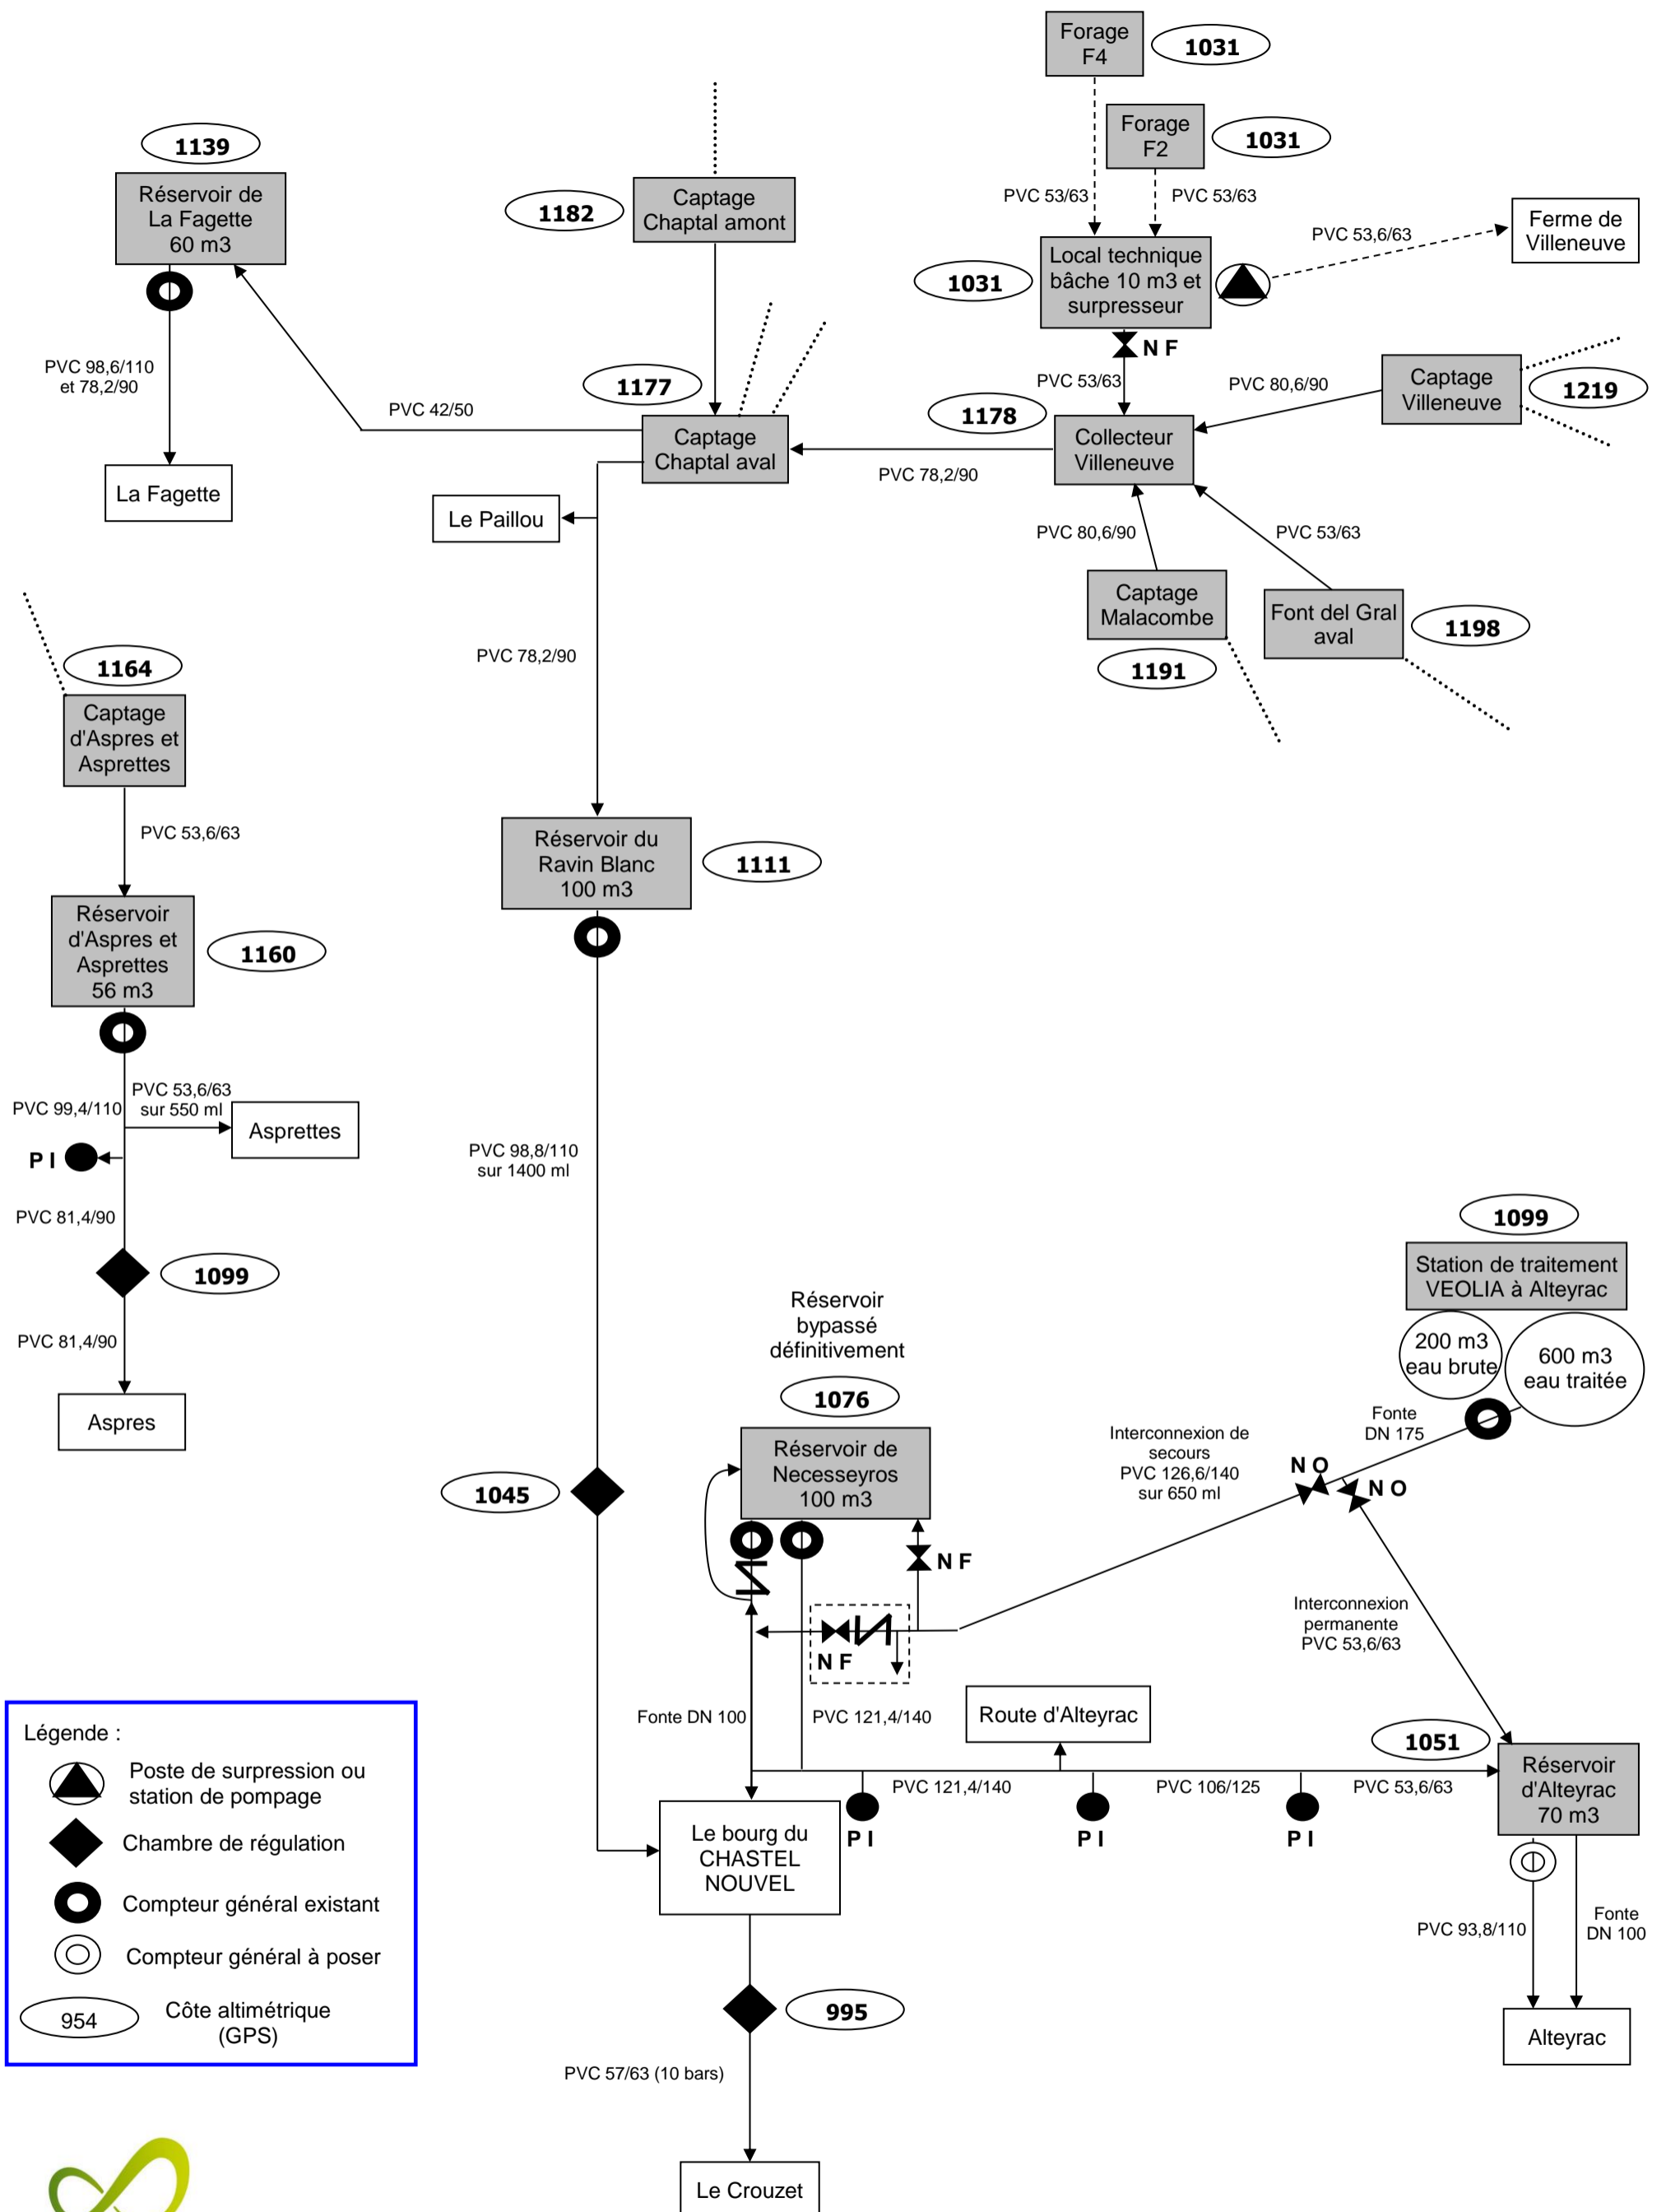 Forage
F4
1031
Forage
F2
1031
1139
Réservoir de
La Fagette
60 m3
1182
Captage
Chaptal amont
PVC 53/63
PVC 53/63
Ferme de
Villeneuve
PVC 53,6/63
1031
Local technique
bâche 10 m3 et
surpresseur
N F
PVC 98,6/110
et 78,2/90
1177
PVC 42/50
Captage
Chaptal aval
PVC 53/63
PVC 80,6/90
Captage
Villeneuve
1219
1178
Collecteur
Villeneuve
PVC 78,2/90
La Fagette
Le Paillou
PVC 80,6/90
PVC 53/63
Captage
Malacombe
1191
Font del Gral
aval
1198
PVC 78,2/90
1164
Captage
d'Aspres et
Asprettes
PVC 53,6/63
Réservoir du
Ravin Blanc
100 m3
1111
Réservoir
d'Aspres et
Asprettes
56 m3
1160
PVC 99,4/110
PVC 53,6/63
sur 550 ml
Asprettes
P I
PVC 98,8/110
sur 1400 ml
PVC 81,4/90
1099
PVC 81,4/90
Aspres
1099
Station de traitement
VEOLIA à Alteyrac
200 m3
eau brute
600 m3
eau traitée
Fonte
DN 175
Réservoir
bypassé
définitivement
1076
Réservoir de
Necesseyros
100 m3
1045
Interconnexion de
secours
PVC 126,6/140
sur 650 ml
N O
N O
N F
N F
Interconnexion
permanente
PVC 53,6/63
Fonte DN 100
PVC 121,4/140
Route d'Alteyrac
1051
Réservoir
d'Alteyrac
70 m3
PVC 121,4/140
PVC 106/125
PVC 53,6/63
P I
P I
P I
Le bourg du
CHASTEL
NOUVEL
PVC 93,8/110
Fonte
DN 100
Alteyrac
995
PVC 57/63 (10 bars)
Le Crouzet
Légende :
Poste de surpression ou
station de pompage
Chambre de régulation
Compteur général existant
Compteur général à poser
954
Côte altimétrique
(GPS)